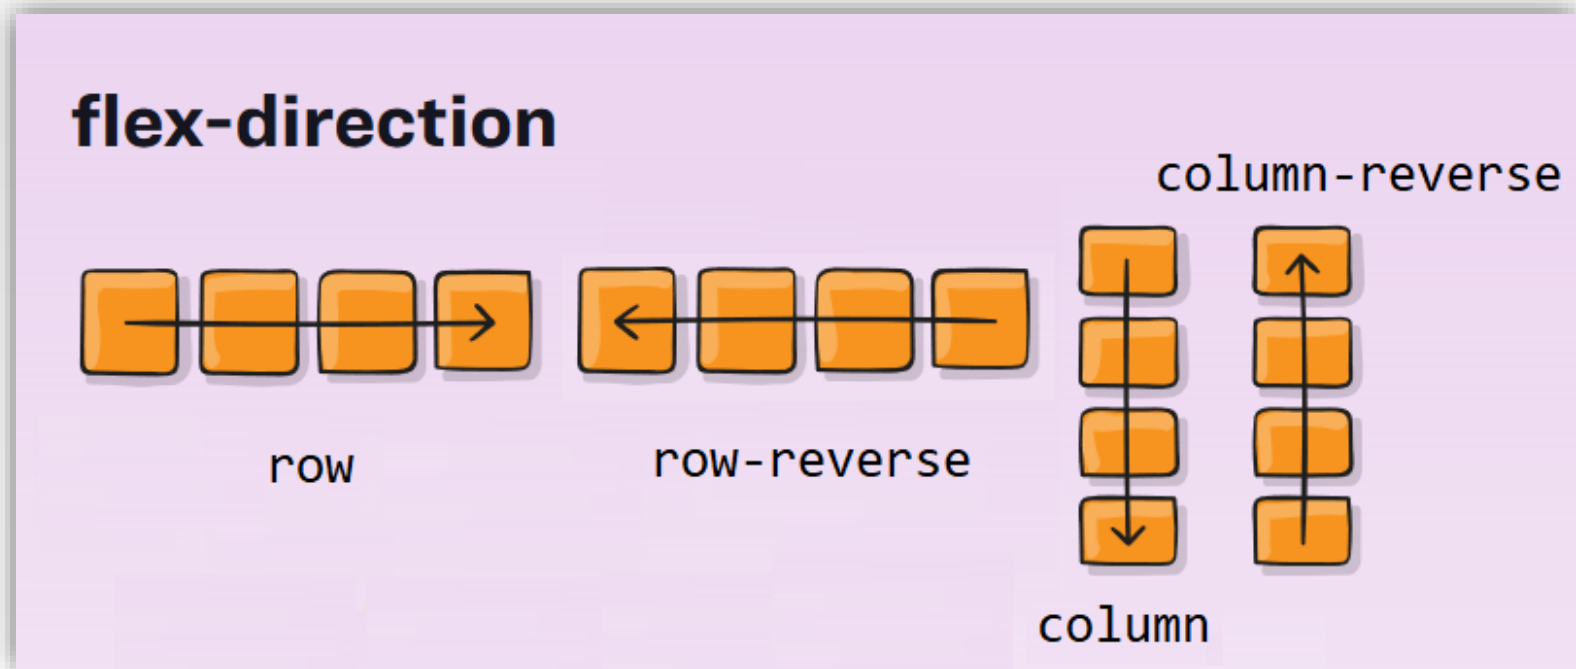 flex-direction
column-reverse
row
row-reverse
column